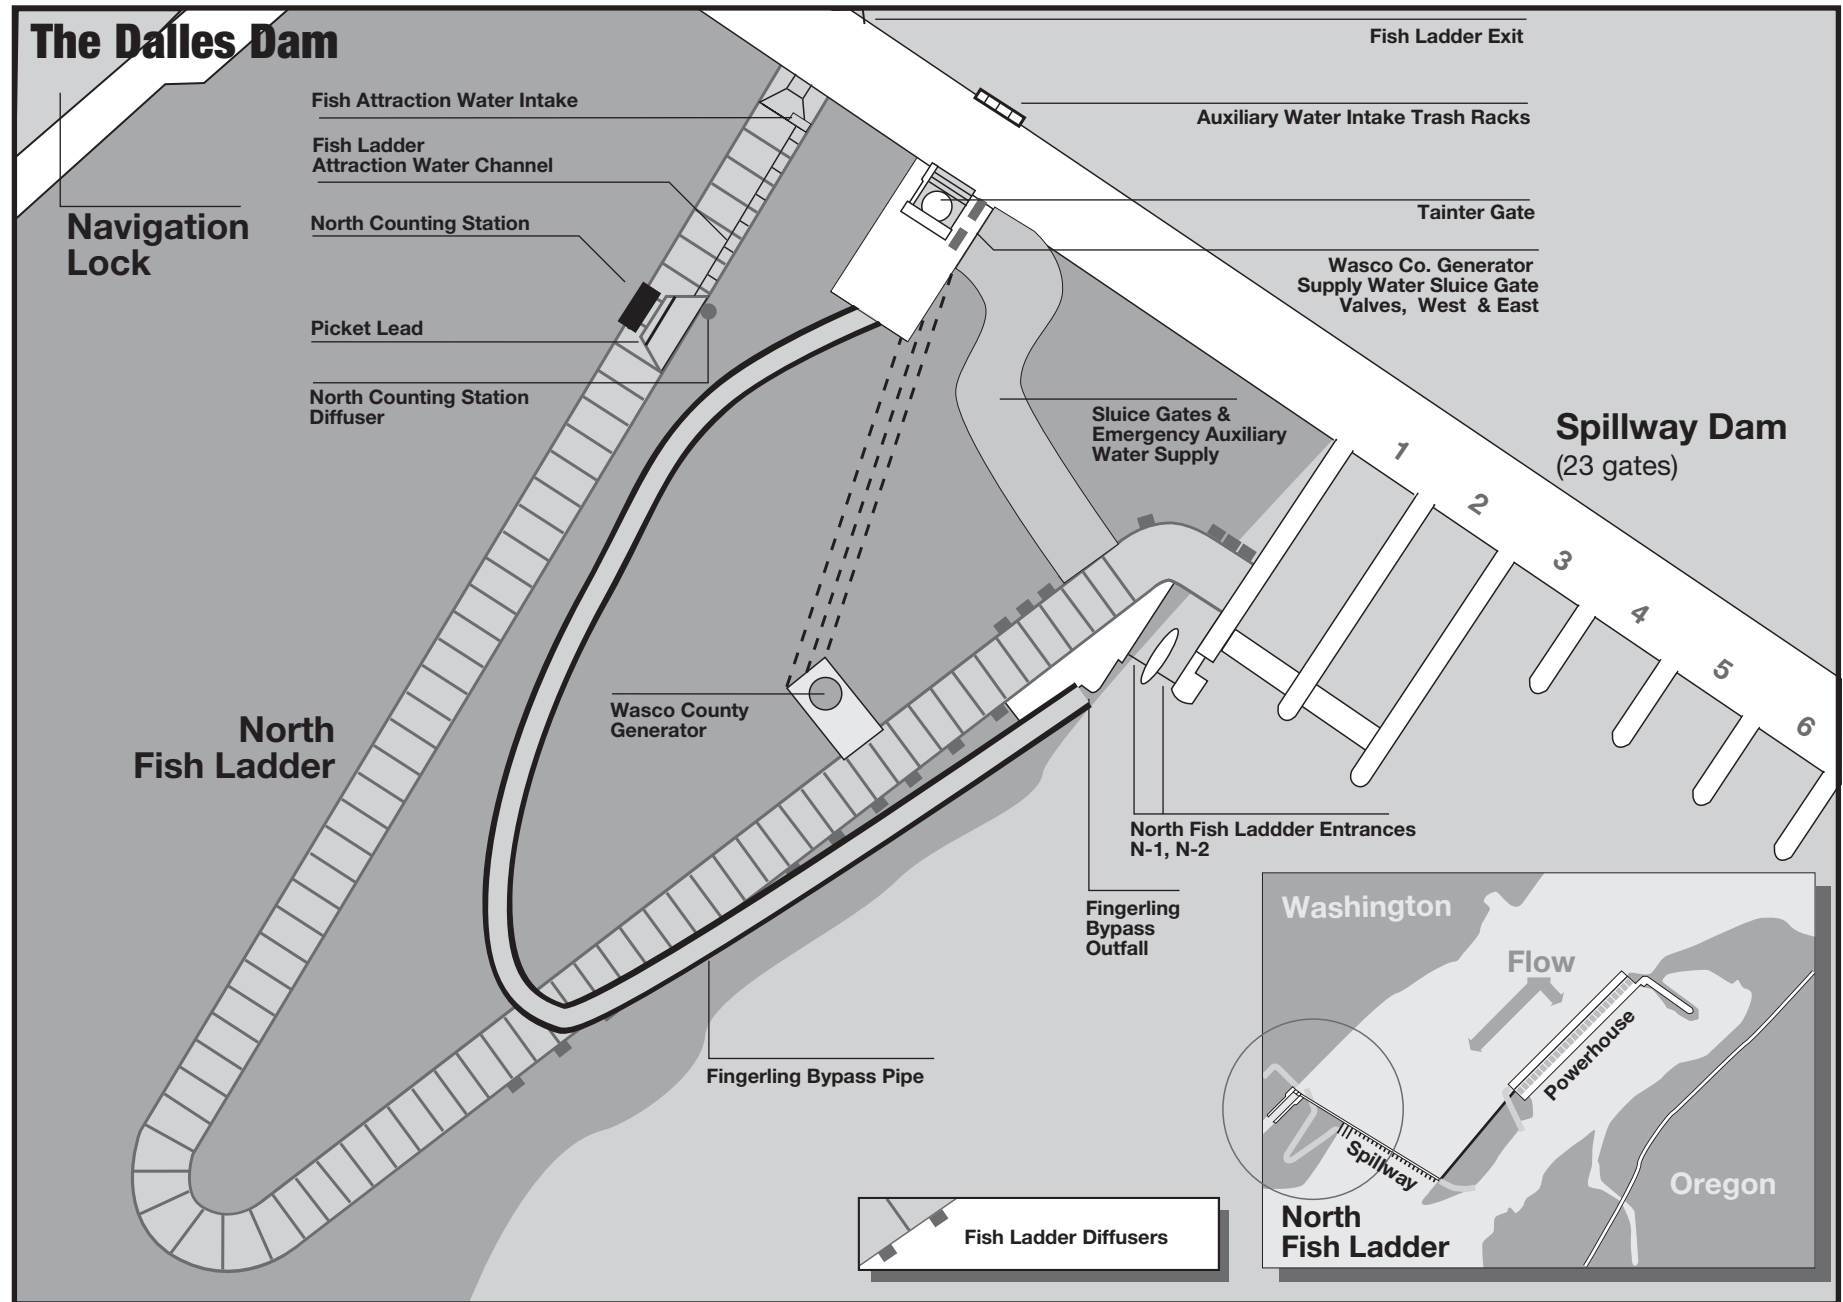 The Dalles Dam
Fish Ladder Exit
Fish Attraction Water Intake
Auxiliary Water Intake Trash Racks
Fish Ladder
Attraction Water Channel
North Counting Station
Tainter Gate
Navigation
Lock
Wasco Co. Generator
Supply Water Sluice Gate
Valves, West & East
Picket Lead
North Counting Station
Diffuser
Sluice Gates &
Emergency Auxiliary
Water Supply
Spillway Dam
(23 gates)
1
2
3
4
5
6
Wasco County
Generator
North
Fish Ladder
North Fish Laddder Entrances
N-1, N-2
Fingerling
Bypass
Outfall
Fingerling Bypass Pipe
Fish Ladder Diffusers
Washington
Flow
Powerhouse
Spillway
Oregon
North
Fish Ladder